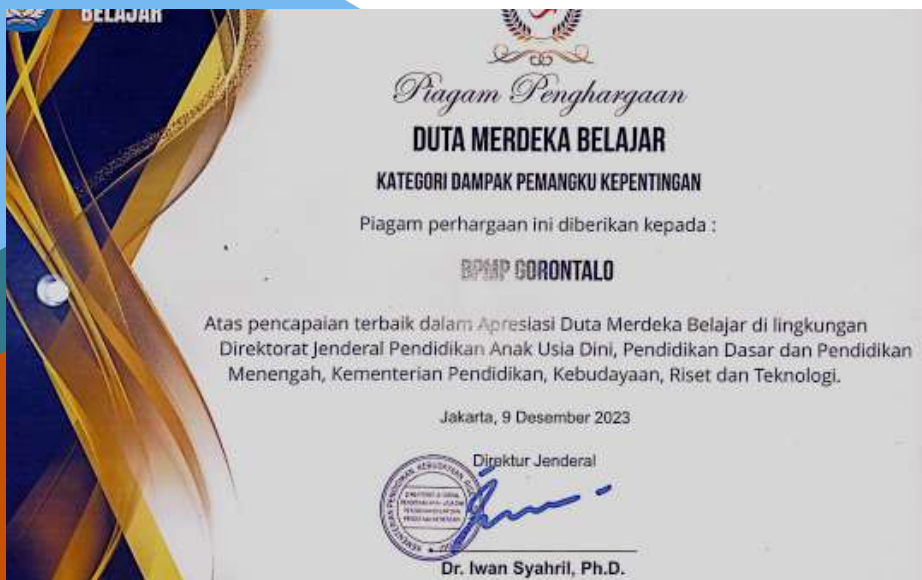 BELAJAR
Piagam Penghargaan
DUTA MERDEKA BELAJAR
KATEGORI DAMPAK PEMANGKU KEPENTINGAN
Piagam perhargaan ini diberikan kepada :
BPMP GORONTALO
Atas pencapaian terbaik dalam Apresiasi Duta Merdeka Belajar di lingkungan
Direktorat Jenderal Pendidikan Anak Usia Dini, Pendidikan Dasar dan Pendidikan
Menengah, Kementerian Pendidikan, Kebudayaan, Riset dan Teknologi.
Jakarta, 9 Desember 2023
Direktur Jenderal
Dr. Iwan Syahril, Ph.D.